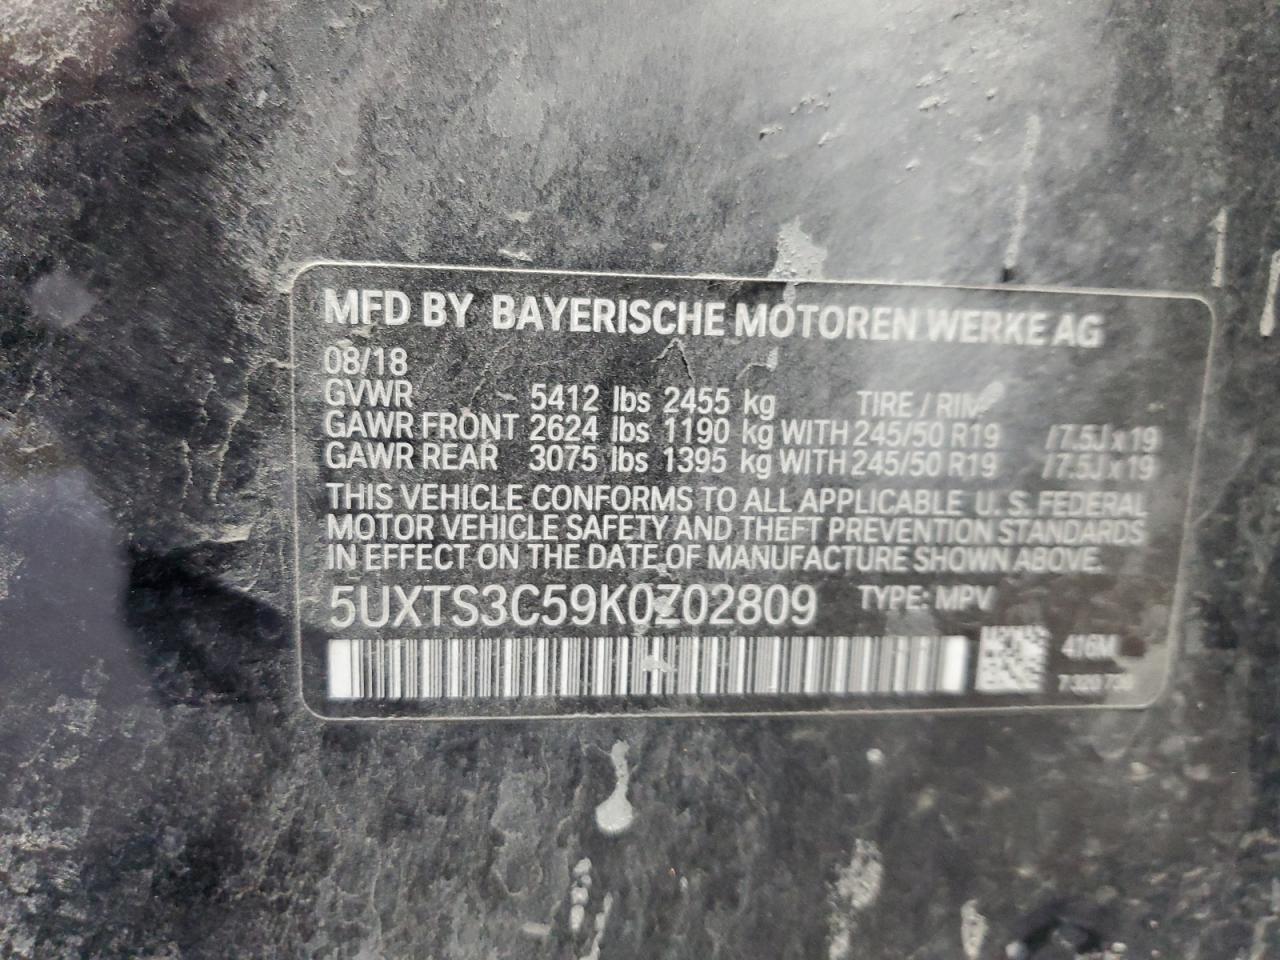 MFD BY BAYERISCHE MOTOREN WERKE AG
08/18
GVWR 5412 lbs 2455 kg TIRE / RIM
GAWR FRONT 2624 lbs 1190 kg WITH 245/50 R19 /7.5J x 19
GAWR REAR 3075 lbs 1395 kg WITH 245/50 R19 /7.5J x 19
THIS VEHICLE CONFORMS TO ALL APPLICABLE U. S. FEDERAL
MOTOR VEHICLE SAFETY AND THEFT PREVENTION STANDARDS
IN EFFECT ON THE DATE OF MANUFACTURE SHOWN ABOVE.
5UXTS3C59K0Z02809 TYPE: MPV
416M